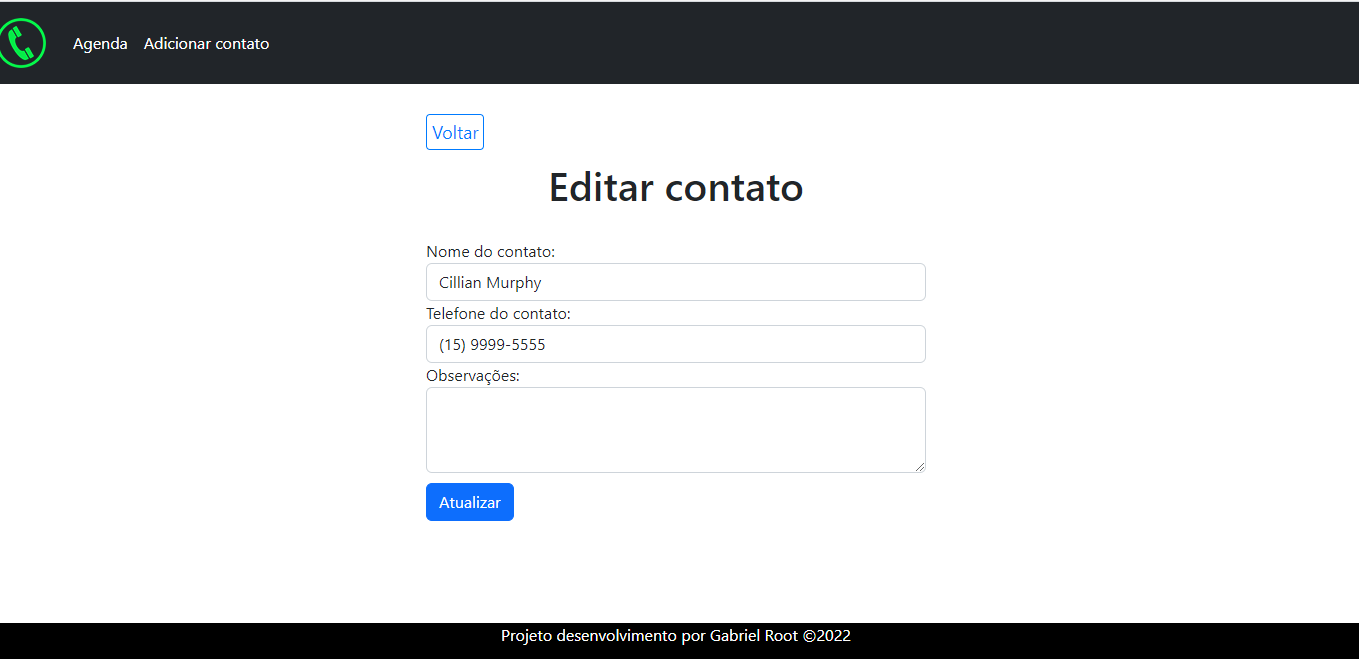 Agenda Adicionar contato
Voltar
Editar contato
Nome do contato:
Cillian Murphy
Telefone do contato:
(15) 9999-5555
Observações:
Atualizar
Projeto desenvolvimento por Gabriel Root ©2022